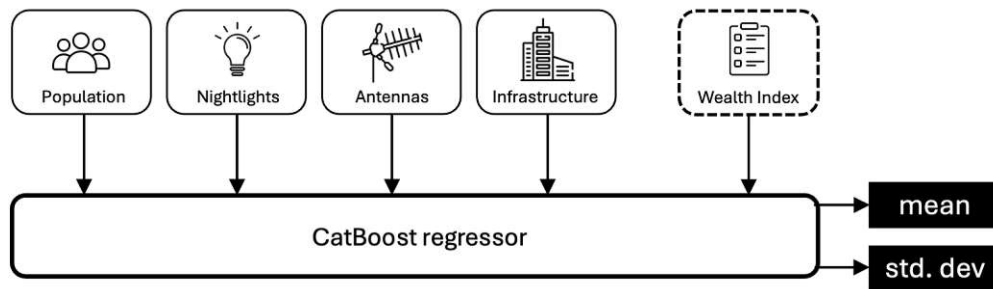 Population
Nightlights
Antennas
Infrastructure
Wealth Index
CatBoost regressor
mean
std. dev